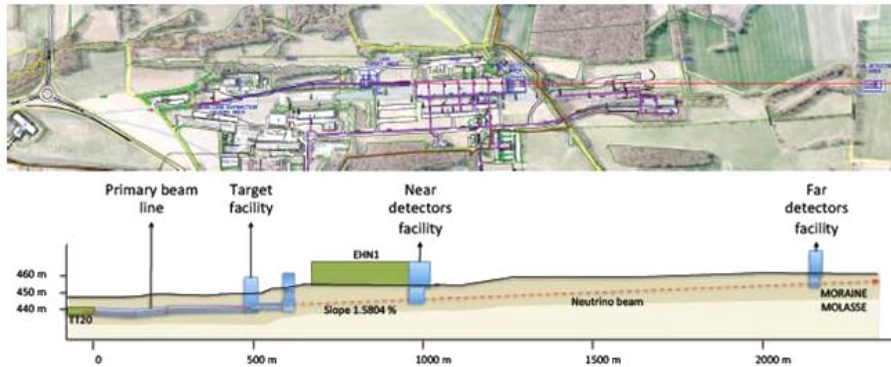 Primary beam
line
Target
facility
Near
detectors
facility
Far
detectors
facility
EHN1
460 m
450 m
440 m
TT20
Slope 1.5804 %
Neutrino beam
MORAINE
MOLASSE
0
500 m
1000 m
1500 m
2000 m